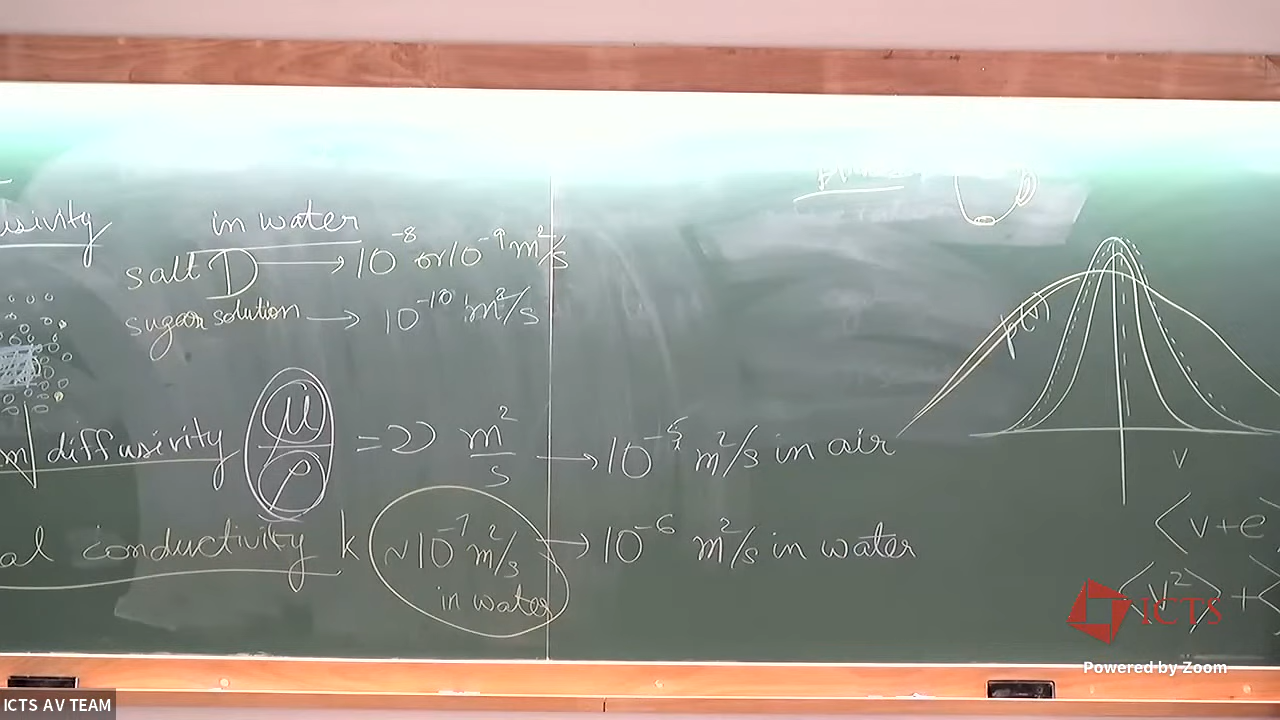 usivity
in water
salt D → 10⁻⁸ or 10⁻⁹ m²/s
sugar solution → 10⁻¹⁰ m²/s
m diffusivity μ/ρ = ν m²/s → 10⁻⁵ m²/s in air
al conductivity k ~10⁻⁷ m²/s in water → 10⁻⁶ m²/s in water
p(v)
v
⟨v+e
⟨v²⟩+⟨
ICTS
Powered by Zoom
ICTS AV TEAM